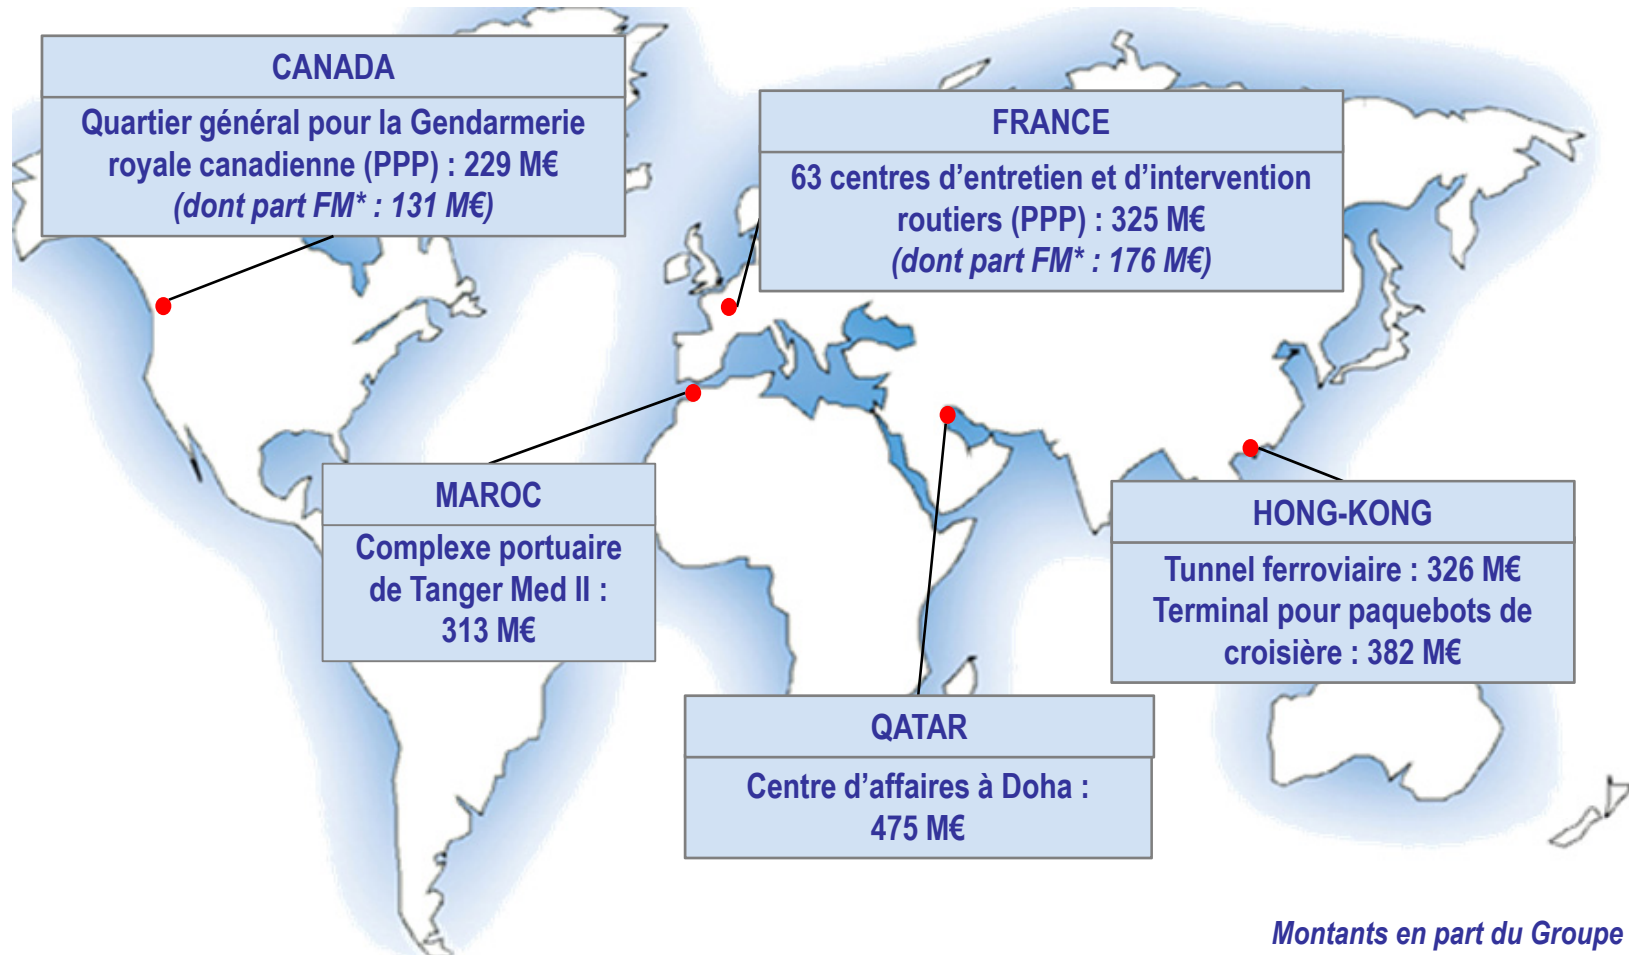 CANADA
Quartier général pour la Gendarmerie
royale canadienne (PPP) : 229 M€
(dont part FM* : 131 M€)
FRANCE
63 centres d’entretien et d’intervention
routiers (PPP) : 325 M€
(dont part FM* : 176 M€)
MAROC
Complexe portuaire
de Tanger Med II :
313 M€
HONG-KONG
Tunnel ferroviaire : 326 M€
Terminal pour paquebots de
croisière : 382 M€
QATAR
Centre d’affaires à Doha :
475 M€
Montants en part du Groupe